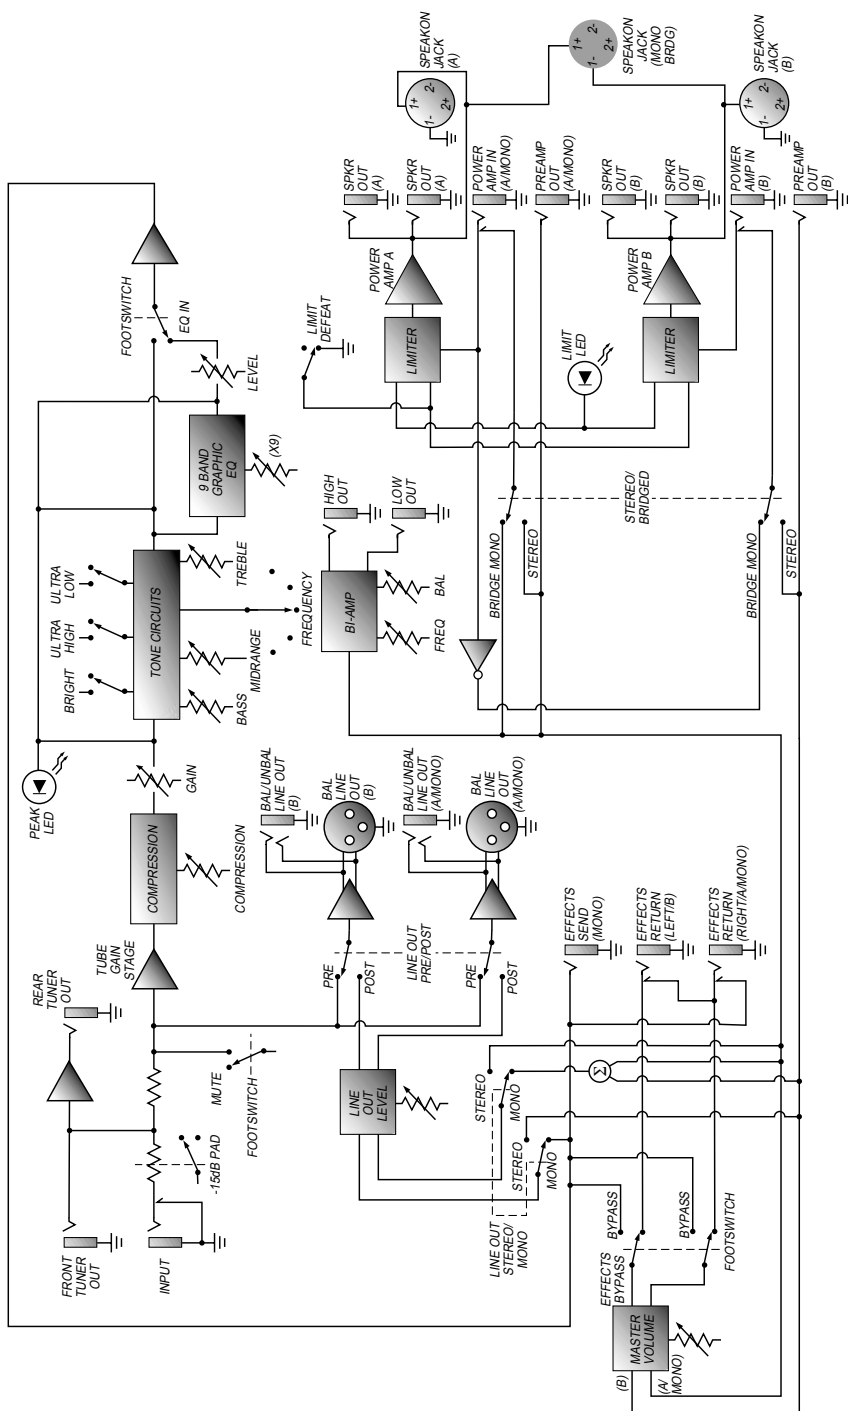 FRONT
TUNER
OUT
INPUT
-15dB PAD
REAR
TUNER
OUT
MUTE
FOOTSWITCH
TUBE
GAIN
STAGE
COMPRESSION
COMPRESSION
GAIN
PEAK
LED
BRIGHT
ULTRA
HIGH
ULTRA
LOW
TONE CIRCUITS
BASS
MIDRANGE
TREBLE
FREQUENCY
9 BAND
GRAPHIC
EQ
(X9)
LEVEL
FOOTSWITCH
EQ IN
LINE
OUT
LEVEL
PRE
POST
PRE
POST
LINE OUT
PRE/POST
BAL/UNBAL
LINE OUT
(B)
BAL
LINE
OUT
(B)
BAL/UNBAL
LINE OUT
(A/MONO)
BAL
LINE
OUT
(A/MONO)
BI-AMP
FREQ
BAL
HIGH
OUT
LOW
OUT
LIMIT
DEFEAT
LIMITER
POWER
AMP A
SPKR
OUT
(A)
SPKR
OUT
(A)
POWER
AMP IN
(A/MONO)
PREAMP
OUT
(A/MONO)
SPEAKON
JACK
(A)
1+
2-
1-
2+
SPEAKON
JACK
(MONO
BRDG)
1+
2-
1-
2+
SPEAKON
JACK
(B)
1+
2-
1-
2+
LIMIT
LED
LIMITER
POWER
AMP B
SPKR
OUT
(B)
SPKR
OUT
(B)
POWER
AMP IN
(B)
PREAMP
OUT
(B)
BRIDGE MONO
STEREO
STEREO/
BRIDGED
BRIDGE MONO
STEREO
STEREO
MONO
STEREO
MONO
LINE OUT
STEREO/
MONO
Σ
EFFECTS
SEND
(MONO)
EFFECTS
RETURN
(LEFT/B)
EFFECTS
RETURN
(RIGHT/A/MONO)
EFFECTS
BYPASS
BYPASS
BYPASS
FOOTSWITCH
MASTER
VOLUME
(B)
(A/
MONO)